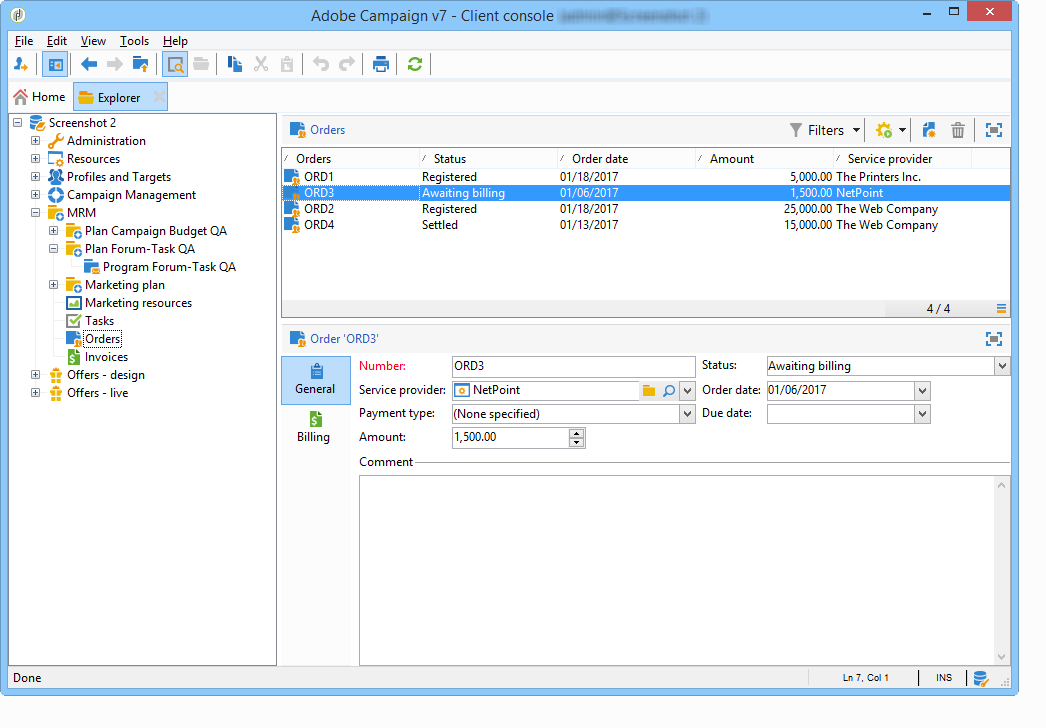 Adobe Campaign v7 - Client console
File Edit View Tools Help
Home Explorer
Screenshot 2
Administration
Resources
Profiles and Targets
Campaign Management
MRM
Plan Campaign Budget QA
Plan Forum-Task QA
Program Forum-Task QA
Marketing plan
Marketing resources
Tasks
Orders
Invoices
Offers - design
Offers - live
Orders Filters
Orders Status Order date Amount Service provider
ORD1 Registered 01/18/2017 5,000.00 The Printers Inc.
ORD3 Awaiting billing 01/06/2017 1,500.00 NetPoint
ORD2 Registered 01/18/2017 25,000.00 The Web Company
ORD4 Settled 01/13/2017 15,000.00 The Web Company
4 / 4
Order 'ORD3'
General
Billing
Number: ORD3 Status: Awaiting billing
Service provider: NetPoint Order date: 01/06/2017
Payment type: (None specified) Due date:
Amount: 1,500.00
Comment
Done Ln 7, Col 1 INS